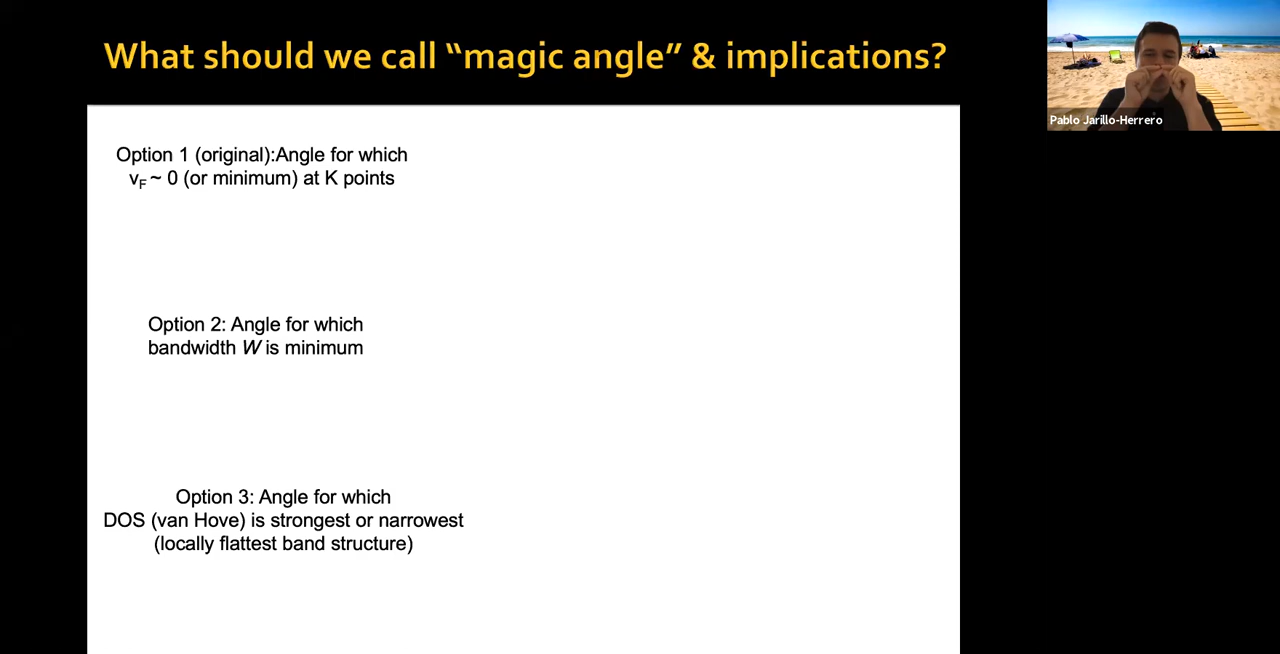 What should we call “magic angle” & implications?
Pablo Jarillo-Herrero
Option 1 (original):Angle for which
vF ~ 0 (or minimum) at K points
Option 2: Angle for which
bandwidth W is minimum
Option 3: Angle for which
DOS (van Hove) is strongest or narrowest
(locally flattest band structure)